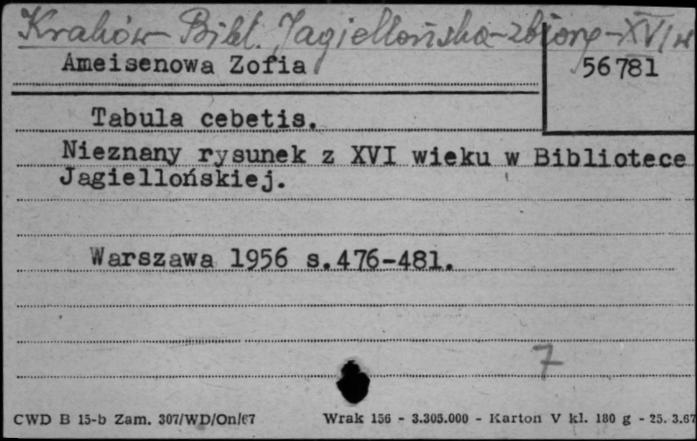 Kraków - Bibl. Jagiellońska - zbiory - XVI w
Ameisenowa Zofia
56781
Tabula cebetis.
Nieznany rysunek z XVI wieku w Bibliotece
Jagiellońskiej.
Warszawa 1956 s.476-481.
7
CWD B 15-b Zam. 307/WD/On/67 Wrak 156 - 3.305.000 - Karton V kl. 180 g - 25. 3.67